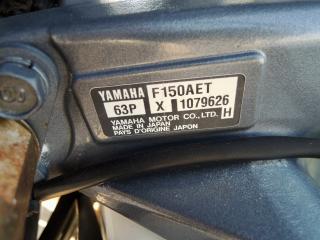 YAMAHA F150AET
63P X 1079626
YAMAHA MOTOR CO.,LTD. H
MADE IN JAPAN
PAYS D'ORIGINE JAPON